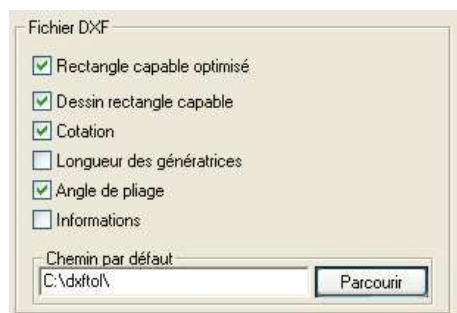 Fichier DXF
Rectangle capable optimisé
Dessin rectangle capable
Cotation
Longueur des génératrices
Angle de pliage
Informations
Chemin par défaut
C:\dxftol\ Parcourir